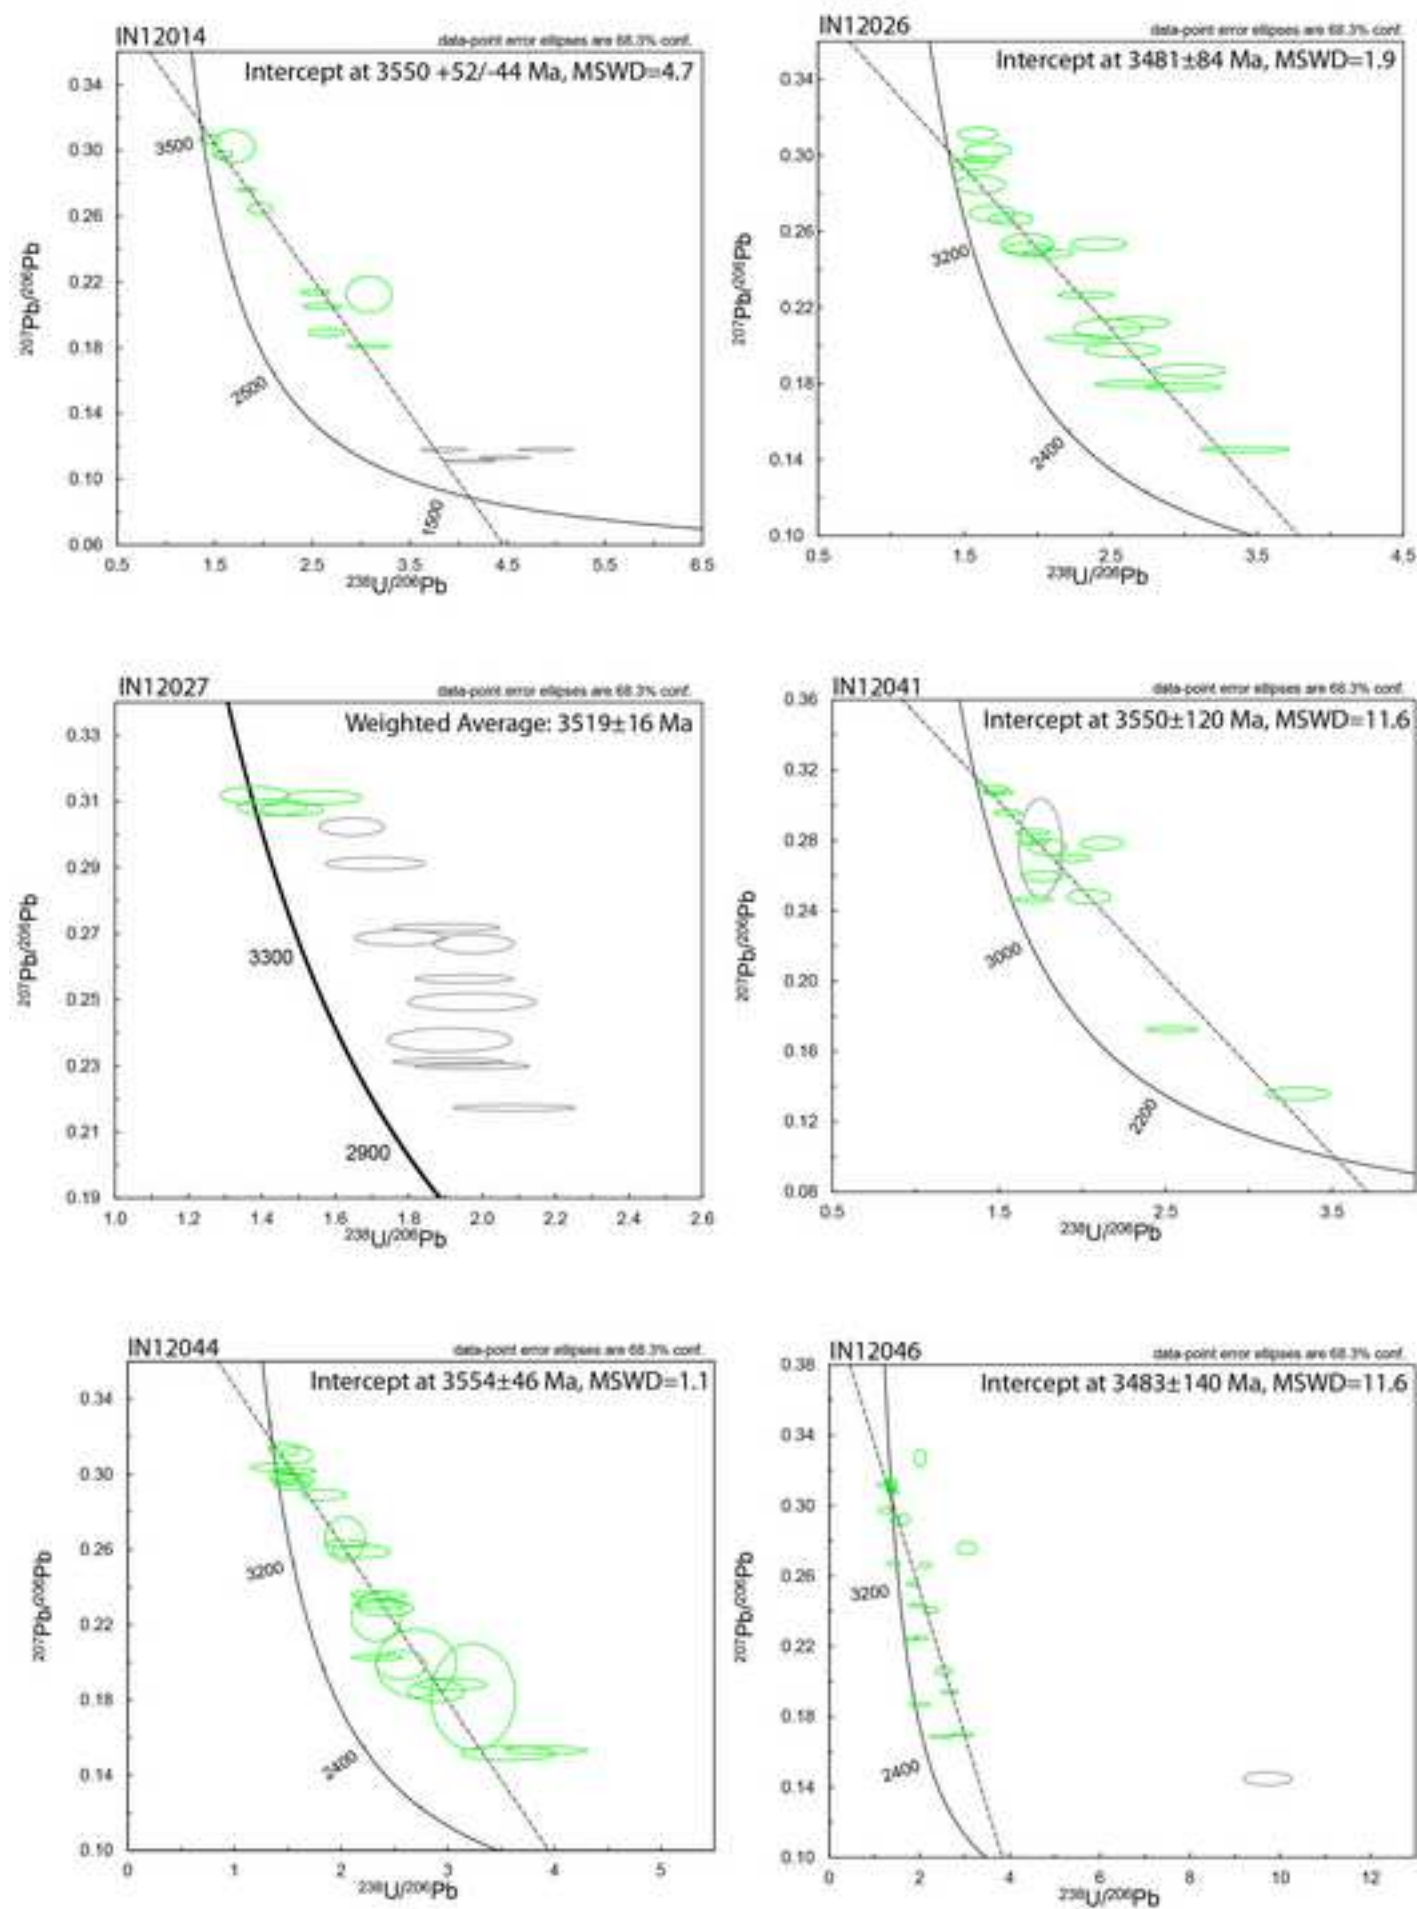 IN12014
data-point error ellipses are 68.3% conf.
Intercept at 3550 +52/-44 Ma, MSWD=4.7
0.34
0.30
0.26
0.22
0.18
0.14
0.10
0.06
3500
2500
1500
207Pb/206Pb
0.5 1.5 2.5 3.5 4.5 5.5 6.5
238U/206Pb
IN12026
data-point error ellipses are 68.3% conf.
Intercept at 3481±84 Ma, MSWD=1.9
0.34
0.30
0.26
0.22
0.18
0.14
0.10
3200
2400
207Pb/206Pb
0.5 1.5 2.5 3.5 4.5
238U/206Pb
IN12027
data-point error ellipses are 68.3% conf.
Weighted Average: 3519±16 Ma
0.33
0.31
0.29
0.27
0.25
0.23
0.21
0.19
3300
2900
207Pb/206Pb
1.0 1.2 1.4 1.6 1.8 2.0 2.2 2.4 2.6
238U/206Pb
IN12041
data-point error ellipses are 68.3% conf.
Intercept at 3550±120 Ma, MSWD=11.6
0.36
0.32
0.28
0.24
0.20
0.16
0.12
0.08
3000
2200
207Pb/206Pb
0.5 1.5 2.5 3.5
238U/206Pb
IN12044
data-point error ellipses are 68.3% conf.
Intercept at 3554±46 Ma, MSWD=1.1
0.34
0.30
0.26
0.22
0.18
0.14
0.10
3200
2400
207Pb/206Pb
0 1 2 3 4 5
238U/206Pb
IN12046
data-point error ellipses are 68.3% conf.
Intercept at 3483±140 Ma, MSWD=11.6
0.38
0.34
0.30
0.26
0.22
0.18
0.14
0.10
3200
2400
207Pb/206Pb
0 2 4 6 8 10 12
238U/206Pb